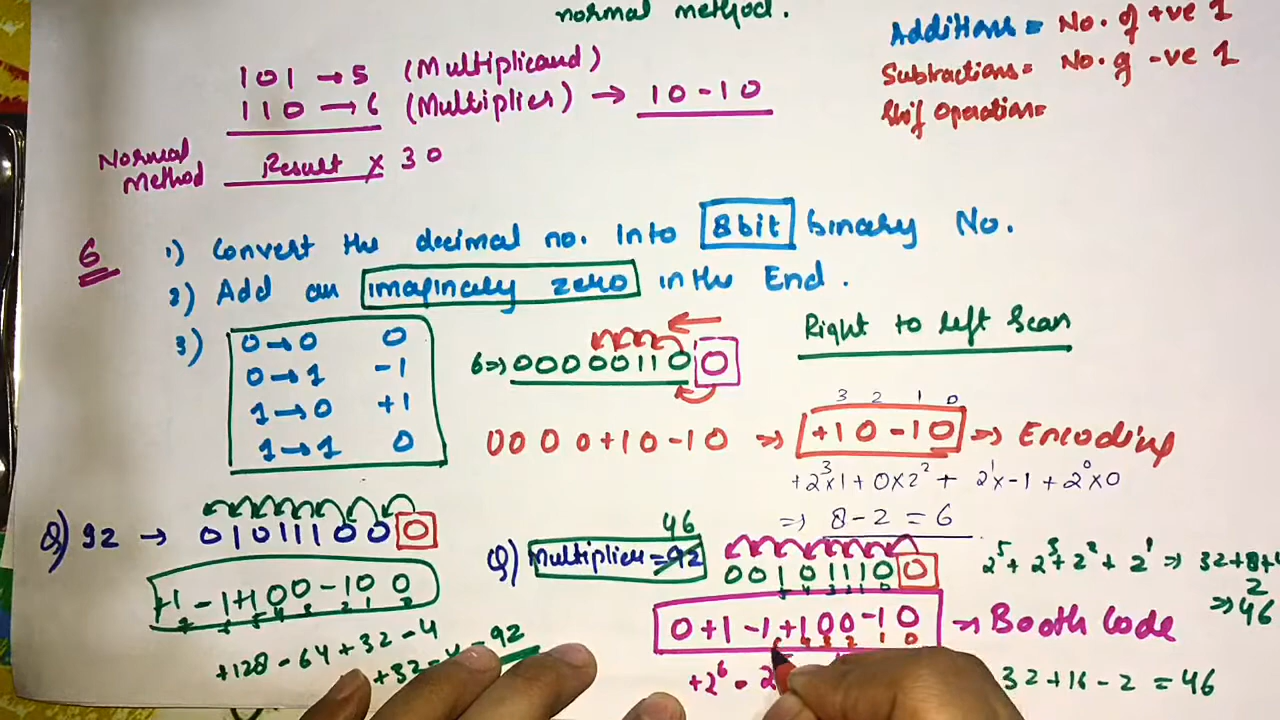 normal method.
Additions = No. of +ve 1
Subtractions = No. of -ve 1
Shif Operation=
101 → 5 (Multiplicand)
110 → 6 (Multiplier) → 10-10
Normal Method Result x 30
6
1) Convert the decimal no. into 8bit binary No.
2) Add an imaginary zero in the End.
3)
0→0 0
0→1 -1
1→0 +1
1→1 0
Right to left Scan
6⇒ 00000110 0
3 2 1 0
0000+10-10 ⇒ +10-10 ⇒ Encoding
+2³x1 + 0x2² + 2¹x-1 + 2⁰x0
⇒ 8-2 = 6
Q) 92 → 01011100 0
+1 -1+100-100
+128 - 64 + 32 - 4
92
46
Q) Multiplier = 92 00101110 0
2⁵ + 2³ + 2² + 2¹ ⇒ 32+8+4
2
⇒ 46
0+1-1+100-10 → Booth Code
+2⁶ - 2
32+16-2 = 46